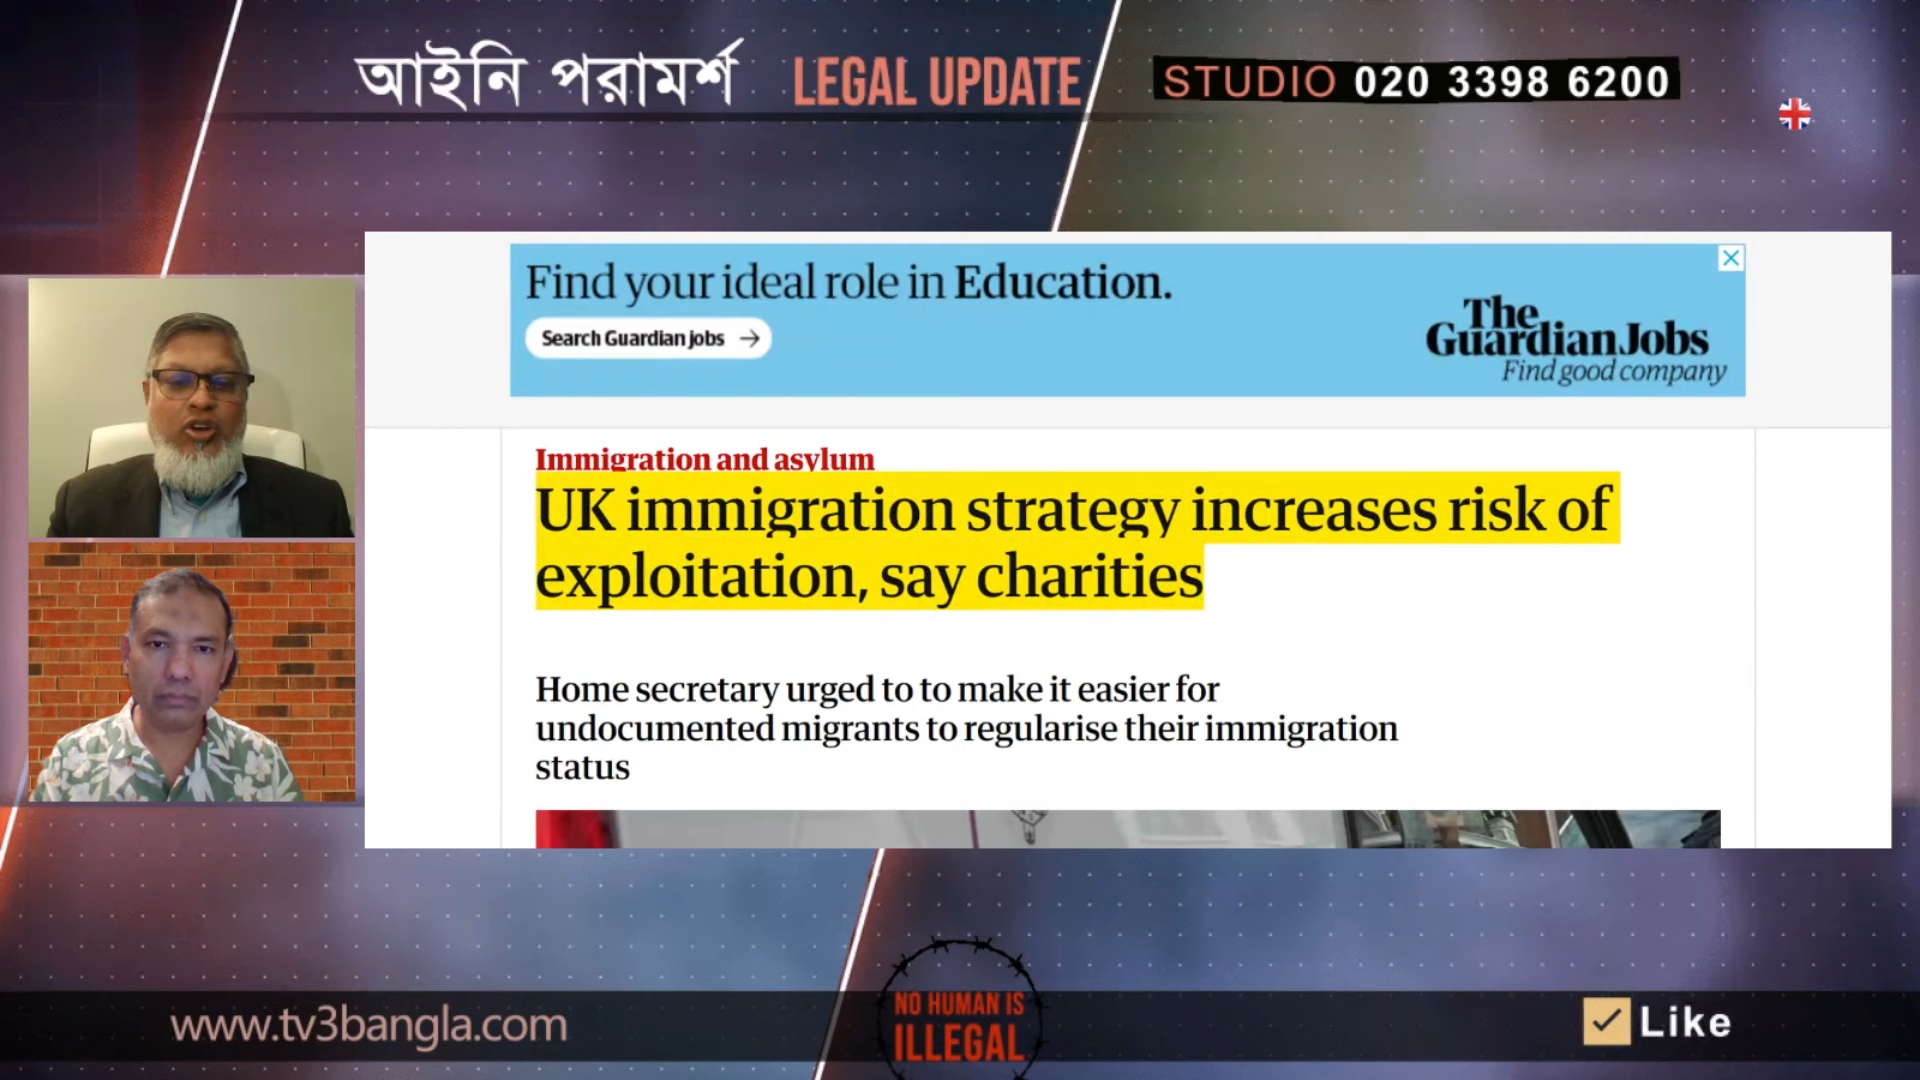 আইনি পরামর্শ LEGAL UPDATE
STUDIO 020 3398 6200
Find your ideal role in Education.
Search Guardian jobs
The
Guardian Jobs
Find good company
Immigration and asylum
UK immigration strategy increases risk of
exploitation, say charities
Home secretary urged to to make it easier for
undocumented migrants to regularise their immigration
status
www.tv3bangla.com
NO HUMAN IS
ILLEGAL
Like